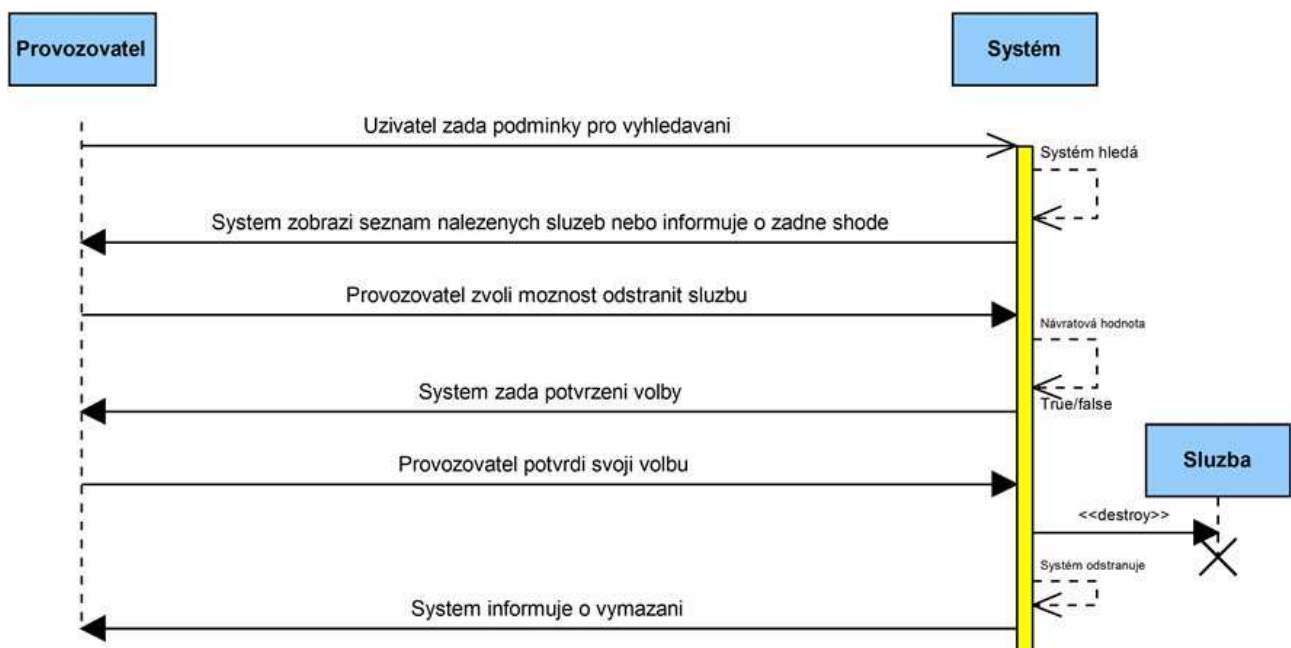 Provozovatel
Systém
Uzivatel zada podminky pro vyhledavani
Systém hledá
System zobrazi seznam nalezenych sluzeb nebo informuje o zadne shode
Provozovatel zvoli moznost odstranit sluzbu
Návratová hodnota
System zada potvrzeni volby
True/false
Sluzba
Provozovatel potvrdi svoji volbu
<<destroy>>
Systém odstranuje
System informuje o vymazani